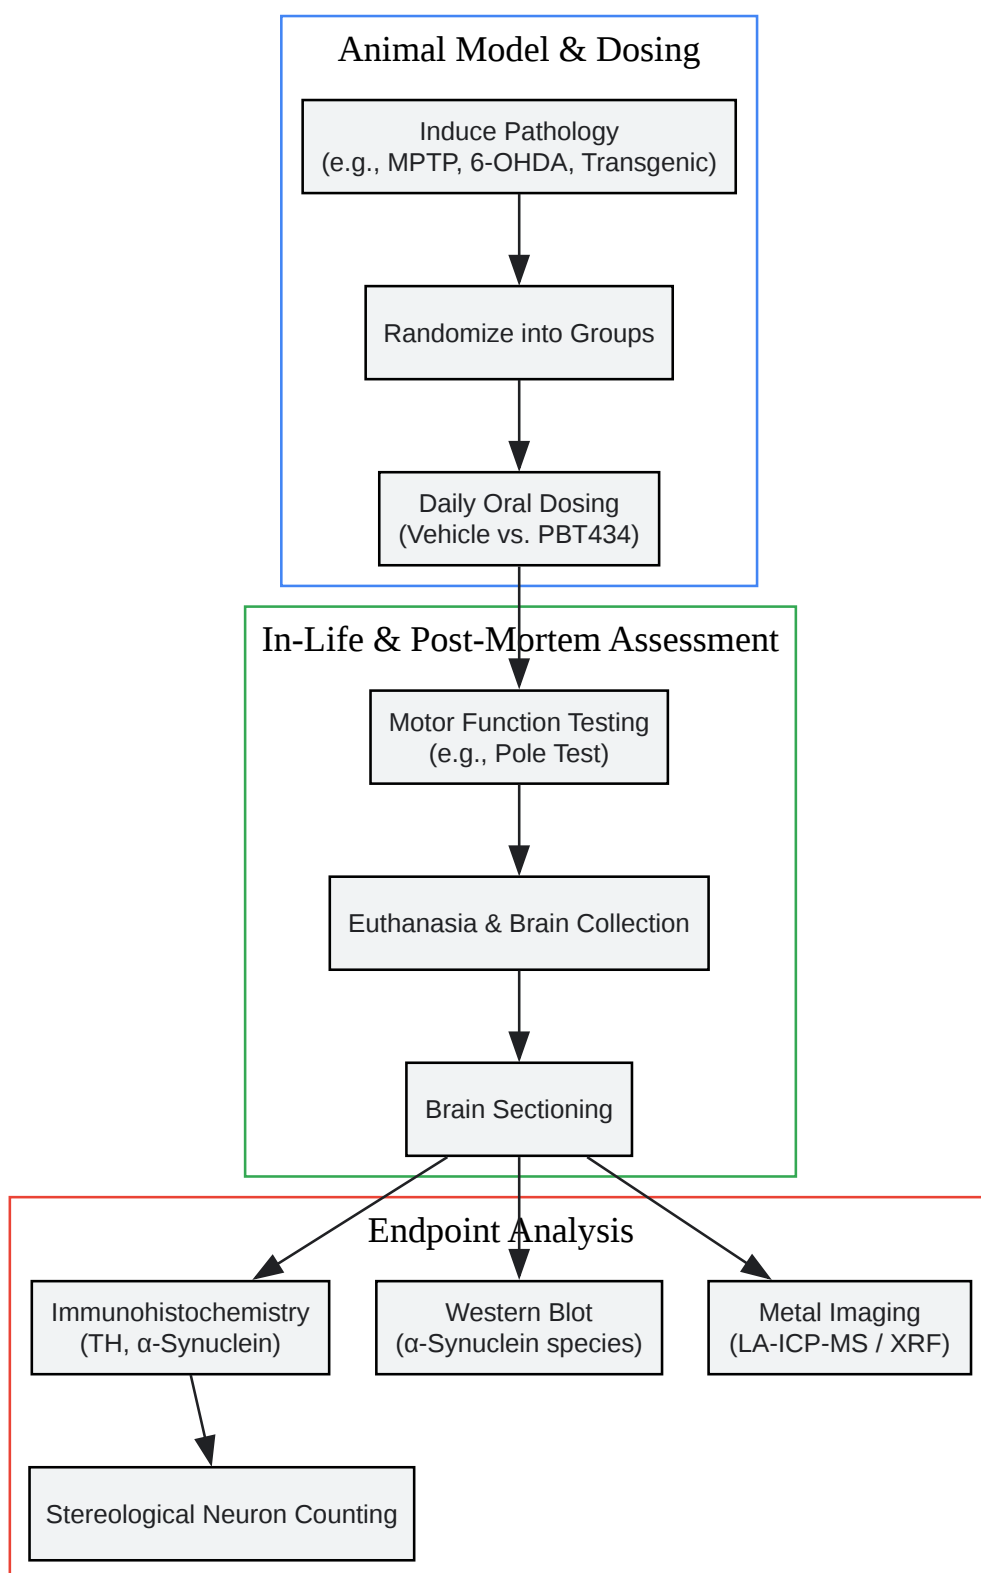 Animal Model & Dosing
Induce Pathology
(e.g., MPTP, 6-OHDA, Transgenic)
Randomize into Groups
Daily Oral Dosing
(Vehicle vs. PBT434)
In-Life & Post-Mortem Assessment
Motor Function Testing
(e.g., Pole Test)
Euthanasia & Brain Collection
Brain Sectioning
Endpoint Analysis
Immunohistochemistry
(TH, α-Synuclein)
Western Blot
(α-Synuclein species)
Metal Imaging
(LA-ICP-MS / XRF)
Stereological Neuron Counting